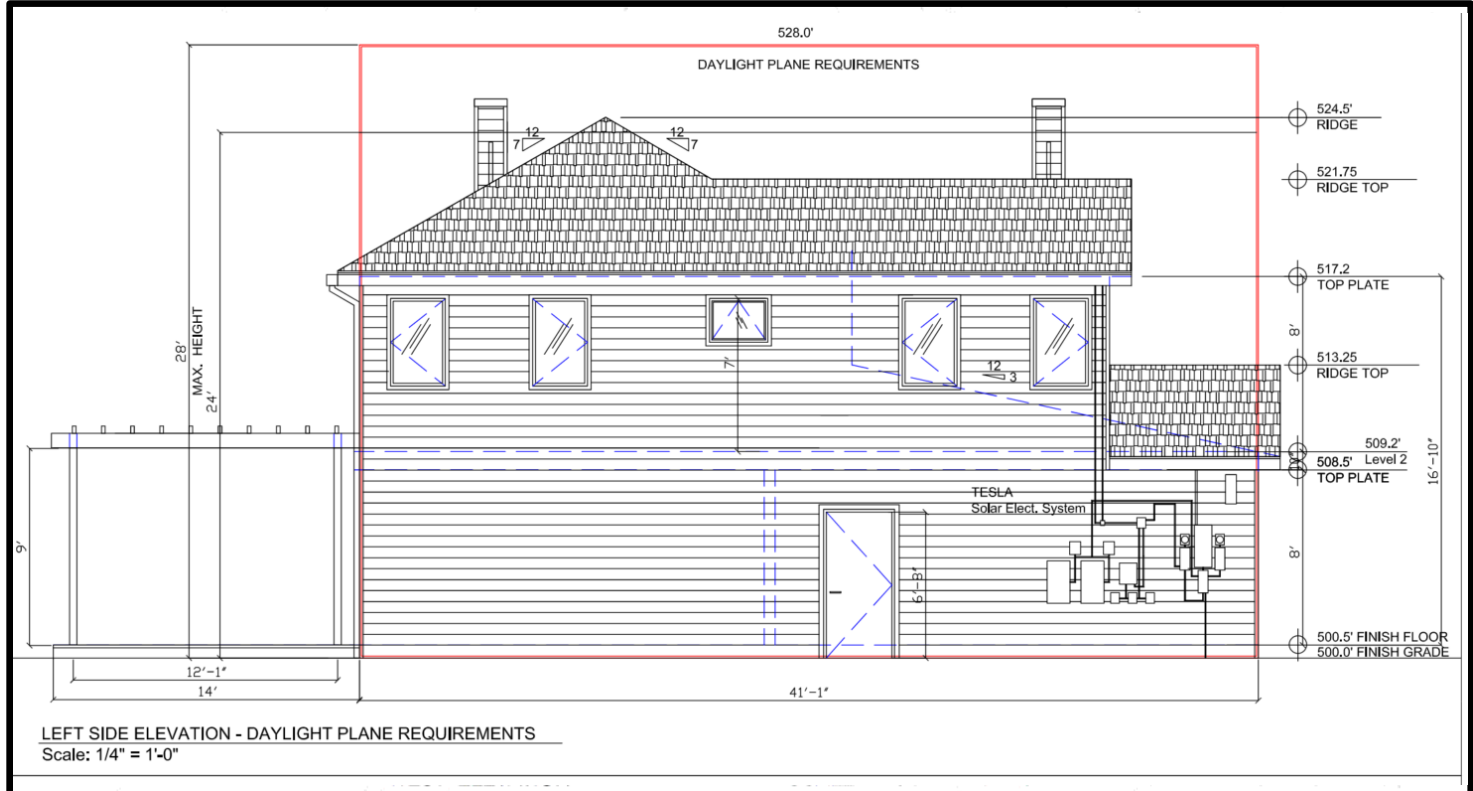 528.0'
DAYLIGHT PLANE REQUIREMENTS
524.5'
RIDGE
12
7
12
7
521.75
RIDGE TOP
517.2
TOP PLATE
28'
MAX. HEIGHT
24'
7'
12
3
8'
513.25
RIDGE TOP
509.2'
Level 2
508.5'
TOP PLATE
16'-10"
TESLA
Solar Elect. System
9'
6'-8"
8'
500.5' FINISH FLOOR
500.0' FINISH GRADE
12'-1"
14'
41'-1"
LEFT SIDE ELEVATION - DAYLIGHT PLANE REQUIREMENTS
Scale: 1/4" = 1'-0"